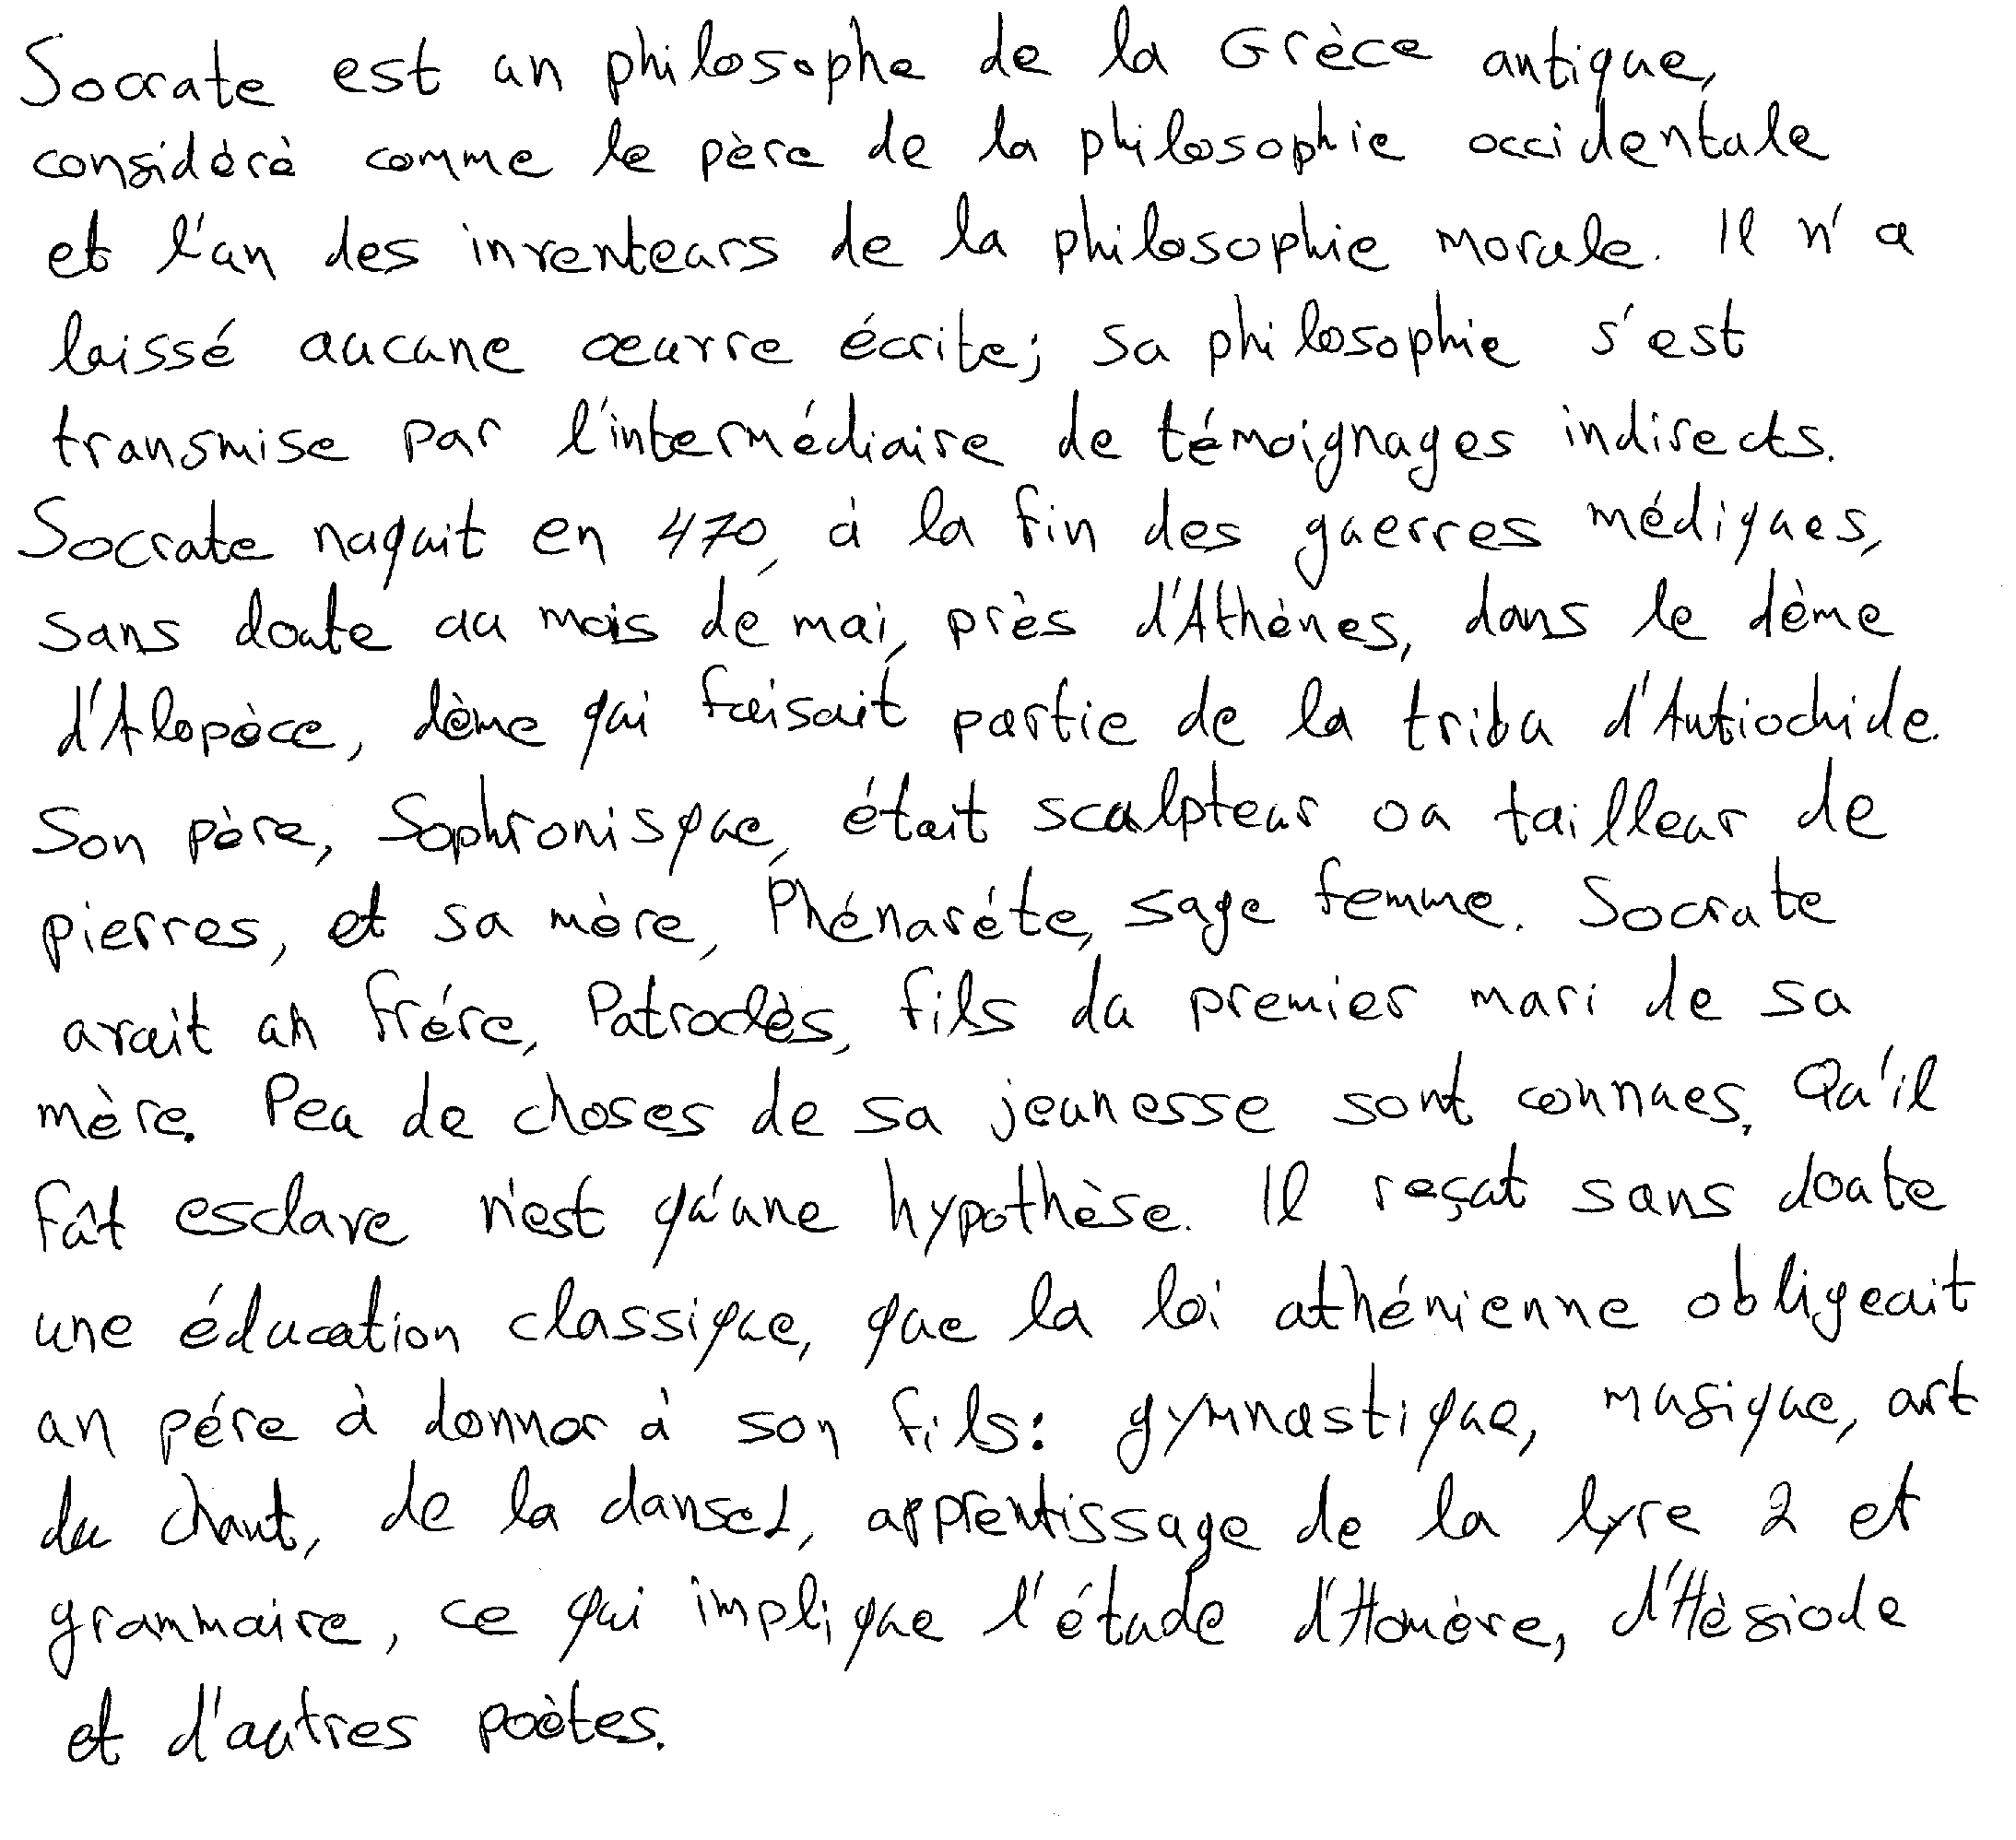 Socrate est un philosophe de la Grèce antique,
considéré comme le père de la philosophie occidentale
et l'un des inventeurs de la philosophie morale. Il n'a
laissé aucune œuvre écrite; sa philosophie s'est
transmise par l'intermédiaire de témoignages indirects.
Socrate naquit en 470, à la fin des guerres médiques,
sans doute au mois de mai, près d'Athènes, dans le dème
d'Alopèce, dème qui faisait partie de la tribu d'Antiochide.
Son père, Sophronisque, était sculpteur ou tailleur de
pierres, et sa mère, Phénaréte, sage femme. Socrate
avait un frére, Patroclès, fils du premier mari de sa
mère. Peu de choses de sa jeunesse sont connues. Qu'il
fût esclave n'est qu'une hypothèse. Il reçut sans doute
une éducation classique, que la loi athénienne obligeait
un pére à donner à son fils: gymnastique, musique, art
du chant, de la danse1, apprentissage de la lyre 2 et
grammaire, ce qui implique l'étude d'Homère, d'Hèsiode
et d'autres poètes.